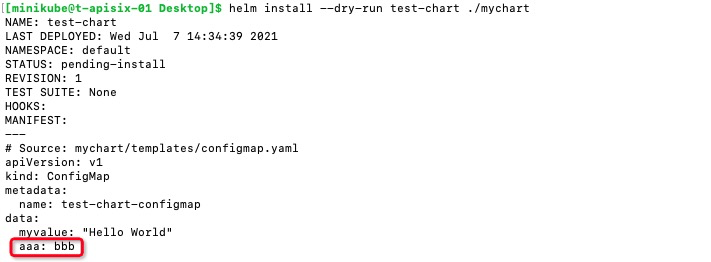 [[minikube@t-apisix-01 Desktop]$ helm install --dry-run test-chart ./mychart
NAME: test-chart
LAST DEPLOYED: Wed Jul  7 14:34:39 2021
NAMESPACE: default
STATUS: pending-install
REVISION: 1
TEST SUITE: None
HOOKS:
MANIFEST:
---
# Source: mychart/templates/configmap.yaml
apiVersion: v1
kind: ConfigMap
metadata:
  name: test-chart-configmap
data:
  myvalue: "Hello World"
  aaa: bbb